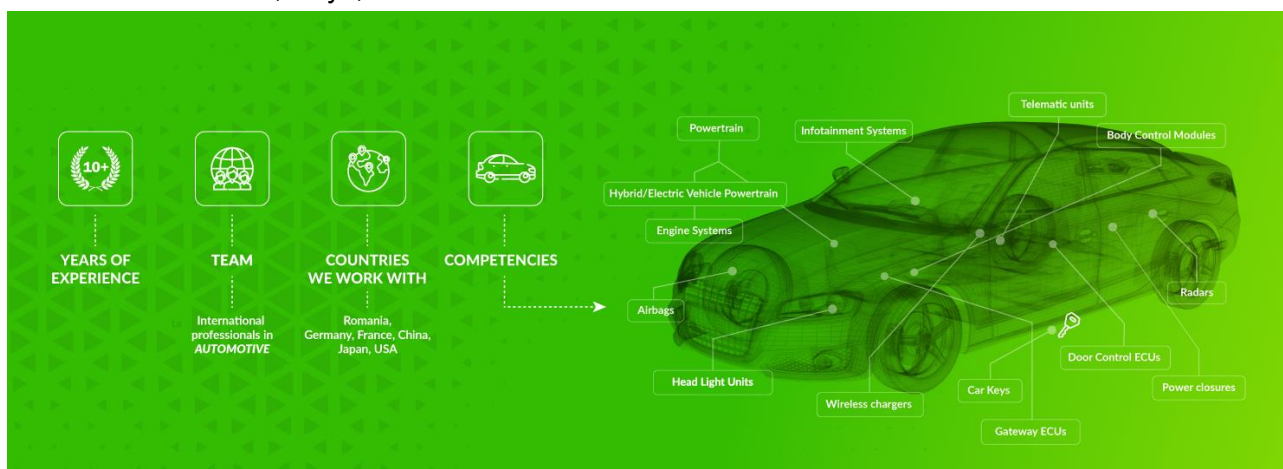 10+
YEARS OF
EXPERIENCE
TEAM
International
professionals in
AUTOMOTIVE
COUNTRIES
WE WORK WITH
Romania,
Germany, France, China,
Japan, USA
COMPETENCIES
Telematic units
Powertrain
Infotainment Systems
Body Control Modules
Hybrid/Electric Vehicle Powertrain
Engine Systems
Airbags
Radars
Head Light Units
Door Control ECUs
Car Keys
Power closures
Wireless chargers
Gateway ECUs